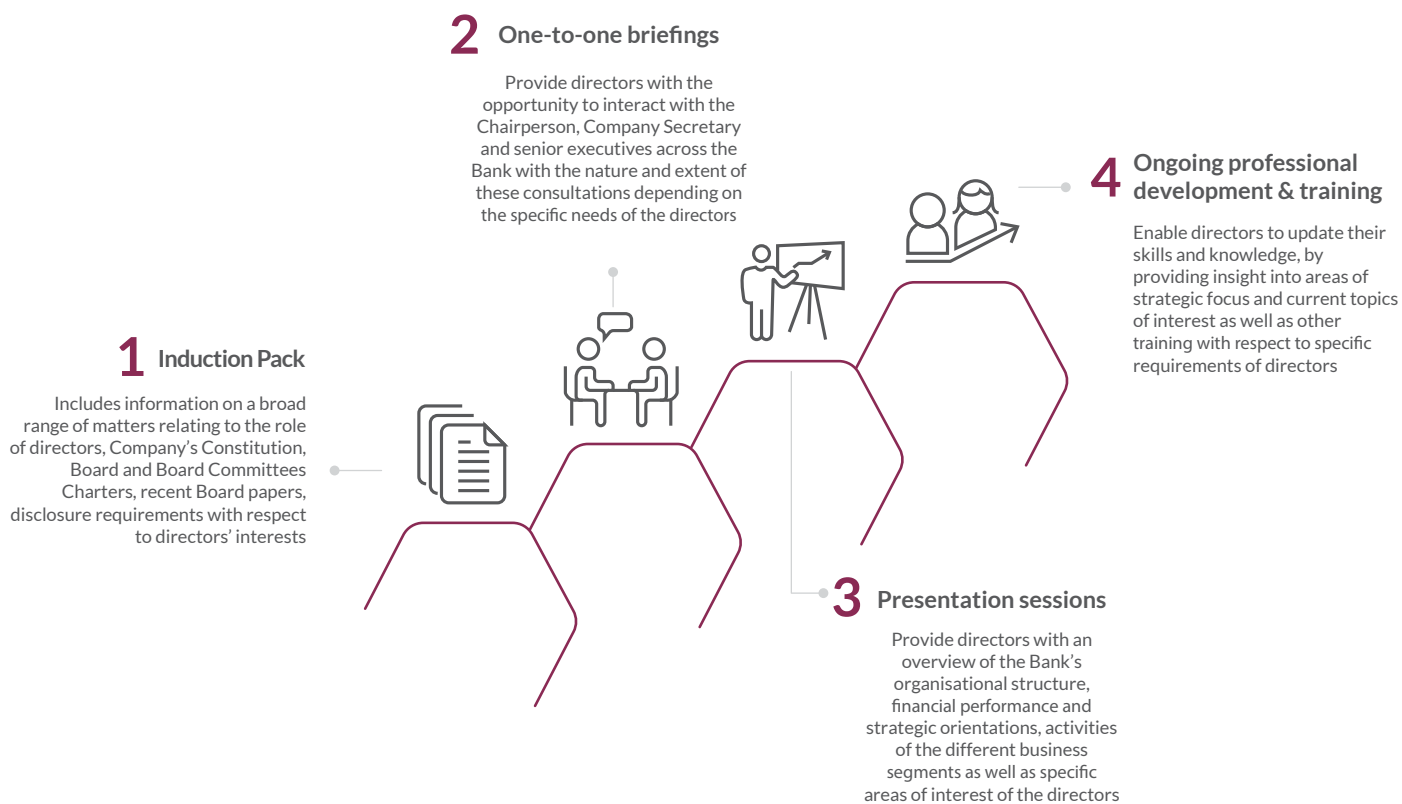 1 Induction Pack
Includes information on a broad
range of matters relating to the role
of directors, Company’s Constitution,
Board and Board Committees
Charters, recent Board papers,
disclosure requirements with respect
to directors’ interests
2 One-to-one briefings
Provide directors with the
opportunity to interact with the
Chairperson, Company Secretary
and senior executives across the
Bank with the nature and extent of
these consultations depending on
the specific needs of the directors
3 Presentation sessions
Provide directors with an
overview of the Bank’s
organisational structure,
financial performance and
strategic orientations, activities
of the different business
segments as well as specific
areas of interest of the directors
4 Ongoing professional
development & training
Enable directors to update their
skills and knowledge, by
providing insight into areas of
strategic focus and current topics
of interest as well as other
training with respect to specific
requirements of directors